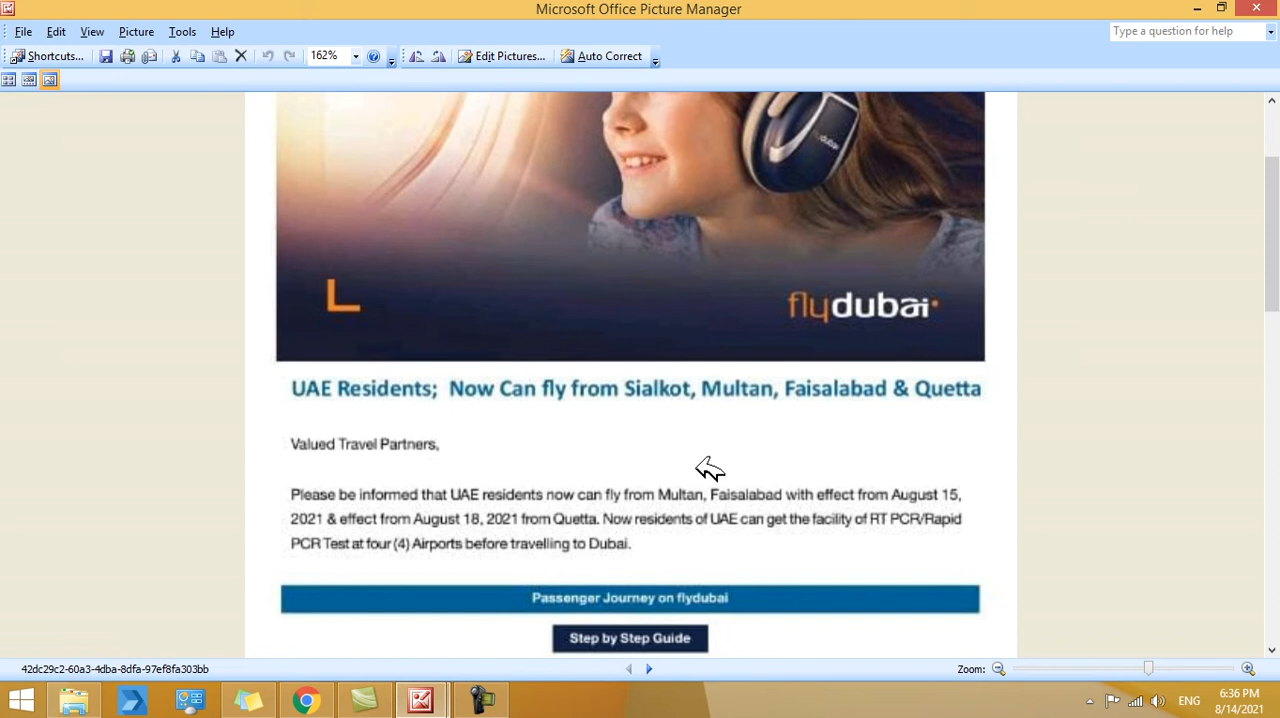 Microsoft Office Picture Manager
File Edit View Picture Tools Help
Type a question for help
Shortcuts...
162%
Edit Pictures...
Auto Correct
flydubai
flydubai
UAE Residents; Now Can fly from Sialkot, Multan, Faisalabad & Quetta
Valued Travel Partners,
Please be informed that UAE residents now can fly from Multan, Faisalabad with effect from August 15,
2021 & effect from August 18, 2021 from Quetta. Now residents of UAE can get the facility of RT PCR/Rapid
PCR Test at four (4) Airports before travelling to Dubai.
Passenger Journey on flydubai
Step by Step Guide
42dc29c2-60a3-4dba-8dfa-97ef8fa303bb
Zoom:
ENG
6:36 PM
8/14/2021